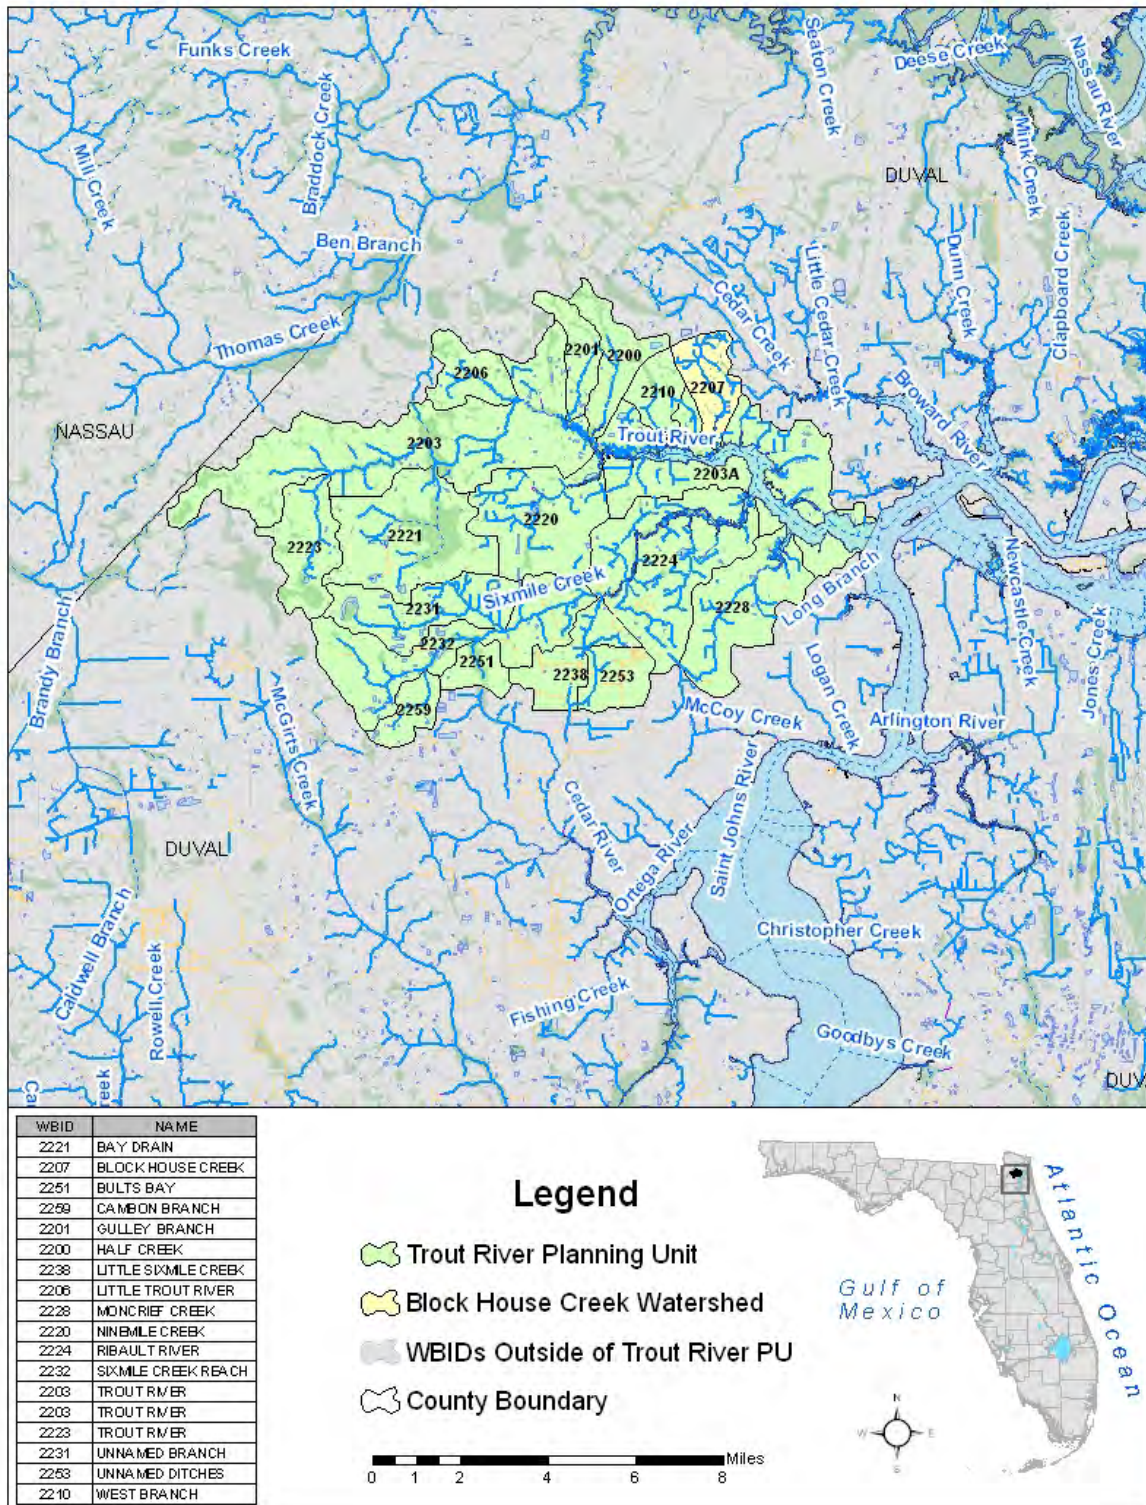 Funks Creek
Seaton Creek
Deese Creek
Nassau River
Mill Creek
Braddock Creek
Mink Creek
DUVAL
Ben Branch
Little Cedar Creek
Dunn Creek
Clapboard Creek
Cedar Creek
Thomas Creek
2201
2200
2206
2210
2207
Broward River
NASSAU
2203
Trout River
2203A
2220
2221
2223
2224
Sixmile Creek
Long Branch
Newcastle Creek
2231
2228
2232
2251
2238
2253
Brandy Branch
Logan Creek
Jones Creek
2259
McGirts Creek
McCoy Creek
Arlington River
Cedar River
Ortega River
Saint Johns River
DUVAL
Caldwell Branch
Rowell Creek
Christopher Creek
Fishing Creek
Goodbys Creek
Ca
reek
DUV
WBID NAME
2221 BAY DRAIN
2207 BLOCK HOUSE CREEK
2251 BULTS BAY
2259 CAMBON BRANCH
2201 GULLEY BRANCH
2200 HALF CREEK
2238 LITTLE SIXMILE CREEK
2206 LITTLE TROUT RIVER
2228 MONCRIEF CREEK
2220 NINEMILE CREEK
2224 RIBAULT RIVER
2232 SIXMILE CREEK REACH
2203 TROUT RIVER
2203 TROUT RIVER
2223 TROUT RIVER
2231 UNNAMED BRANCH
2253 UNNAMED DITCHES
2210 WEST BRANCH
Legend
Trout River Planning Unit
Block House Creek Watershed
WBIDs Outside of Trout River PU
County Boundary
0 1 2 4 6 8 Miles
Gulf of
Mexico
Atlantic Ocean
N
W E
S